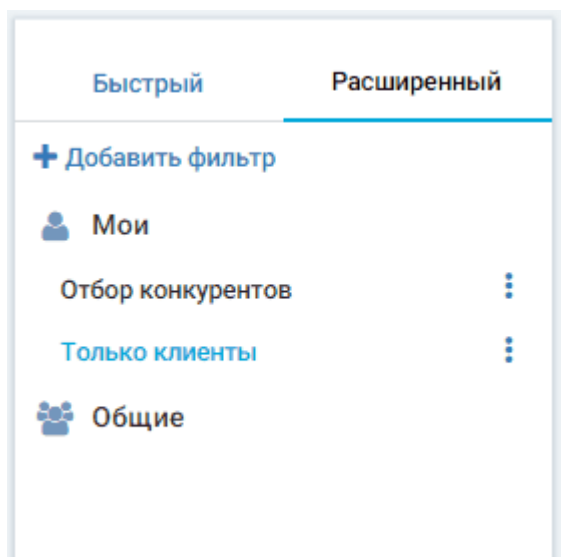 Быстрый Расширенный
Добавить фильтр
Мои
Отбор конкурентов
Только клиенты
Общие